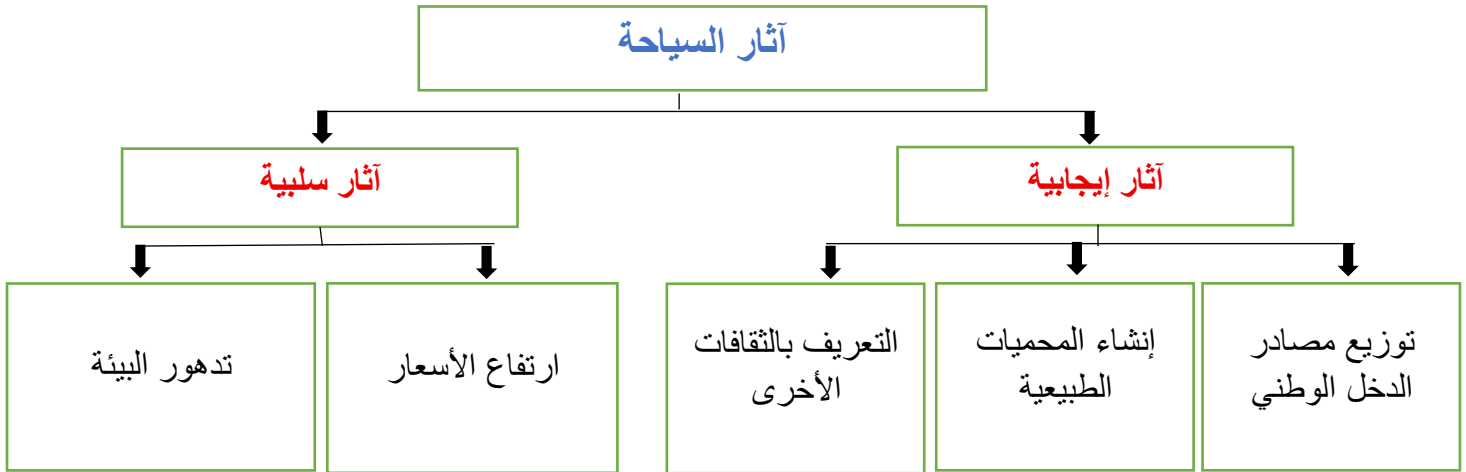 آثار السياحة
آثار إيجابية
آثار سلبية
توزيع مصادر
الدخل الوطني
إنشاء المحميات
الطبيعية
التعريف بالثقافات
الأخرى
ارتفاع الأسعار
تدهور البيئة